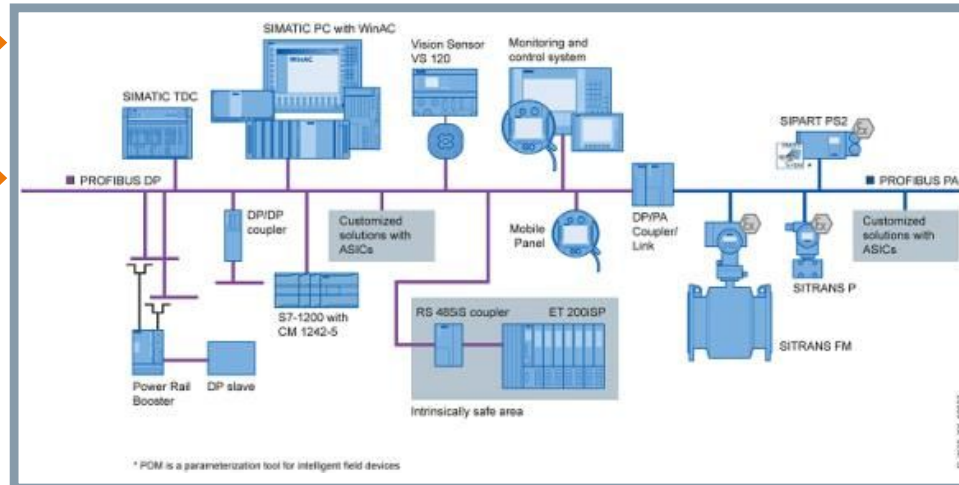 SIMATIC PC with WinAC
WinAC
Vision Sensor
VS 120
Monitoring and
control system
SIMATIC TDC
SIPART PS2
PROFIBUS DP
PROFIBUS PA
DP/DP
coupler
Customized
solutions with
ASICs
Mobile
Panel
DP/PA
Coupler/
Link
Customized
solutions with
ASICs
S7-1200 with
CM 1242-5
SITRANS P
RS 485iS coupler
ET 200iSP
SITRANS FM
Power Rail
Booster
DP slave
Intrinsically safe area
* PDM is a parameterization tool for intelligent field devices